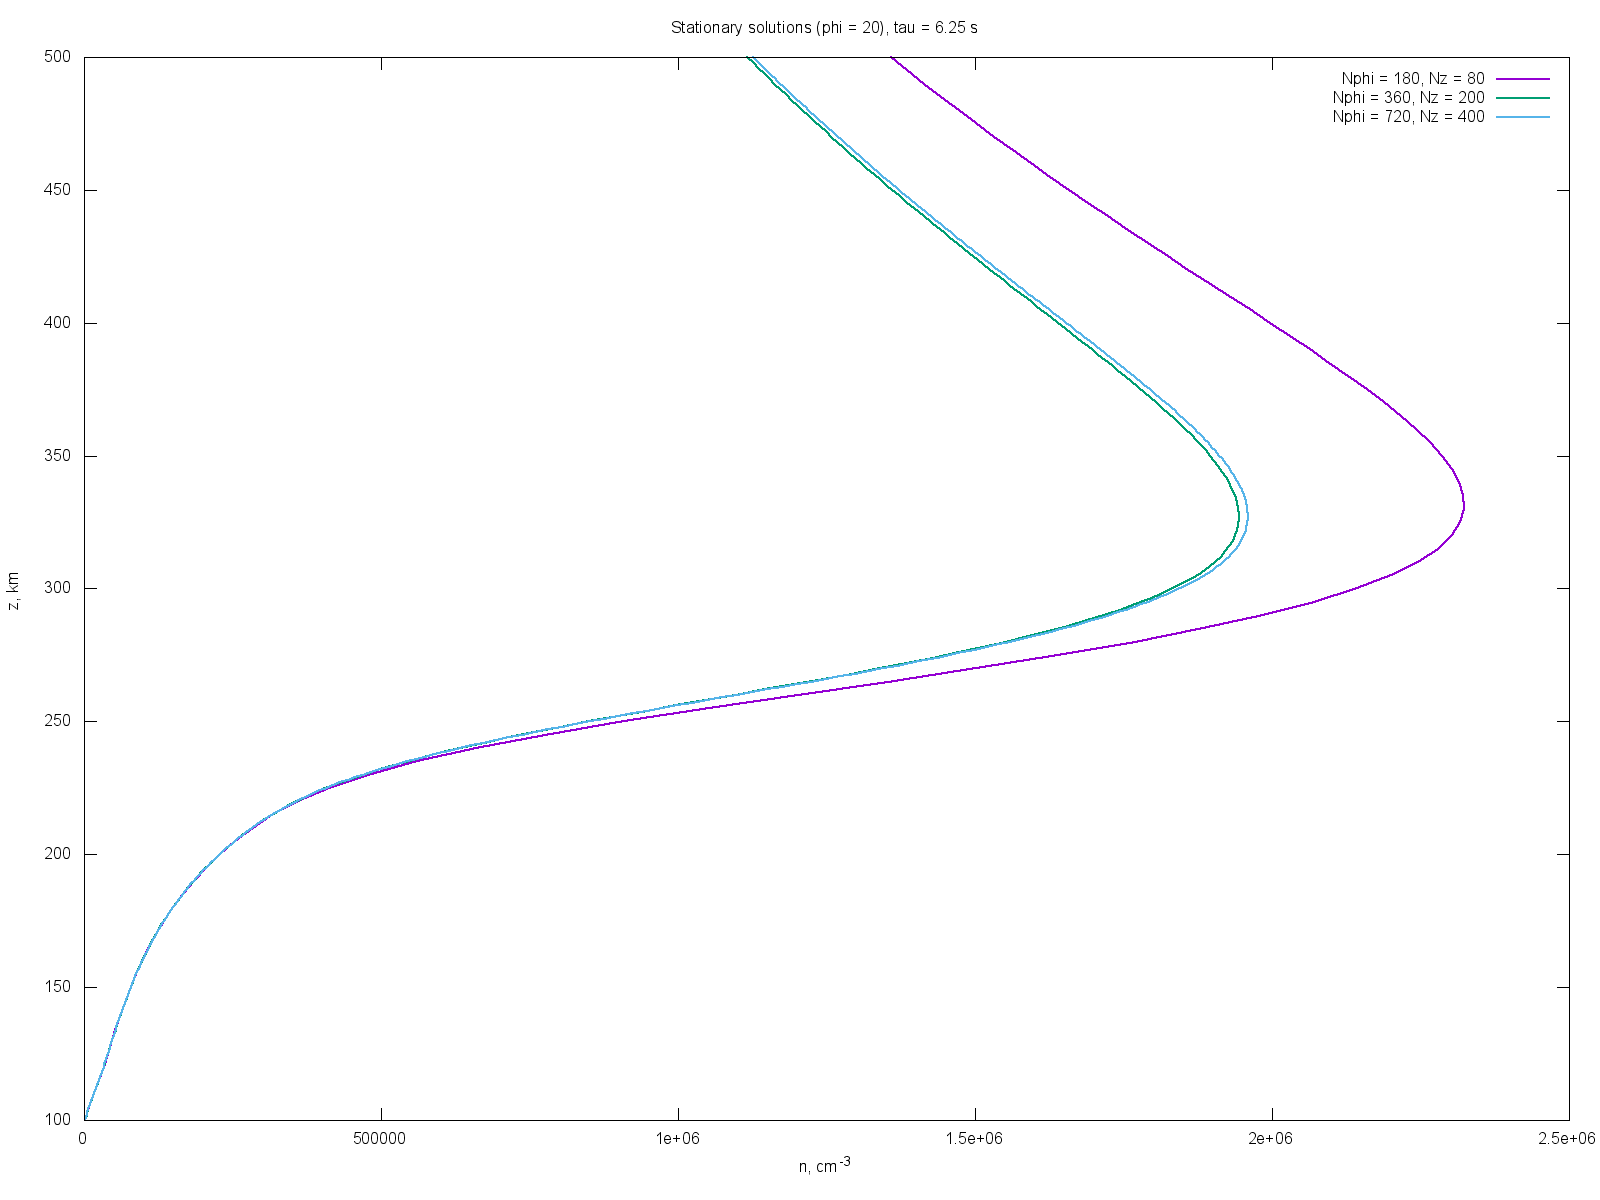 Stationary solutions (phi = 20), tau = 6.25 s
Nphi = 180, Nz = 80
Nphi = 360, Nz = 200
Nphi = 720, Nz = 400
500
450
400
350
300
250
200
150
100
z, km
0
500000
1e+06
1.5e+06
2e+06
2.5e+06
n, cm-3